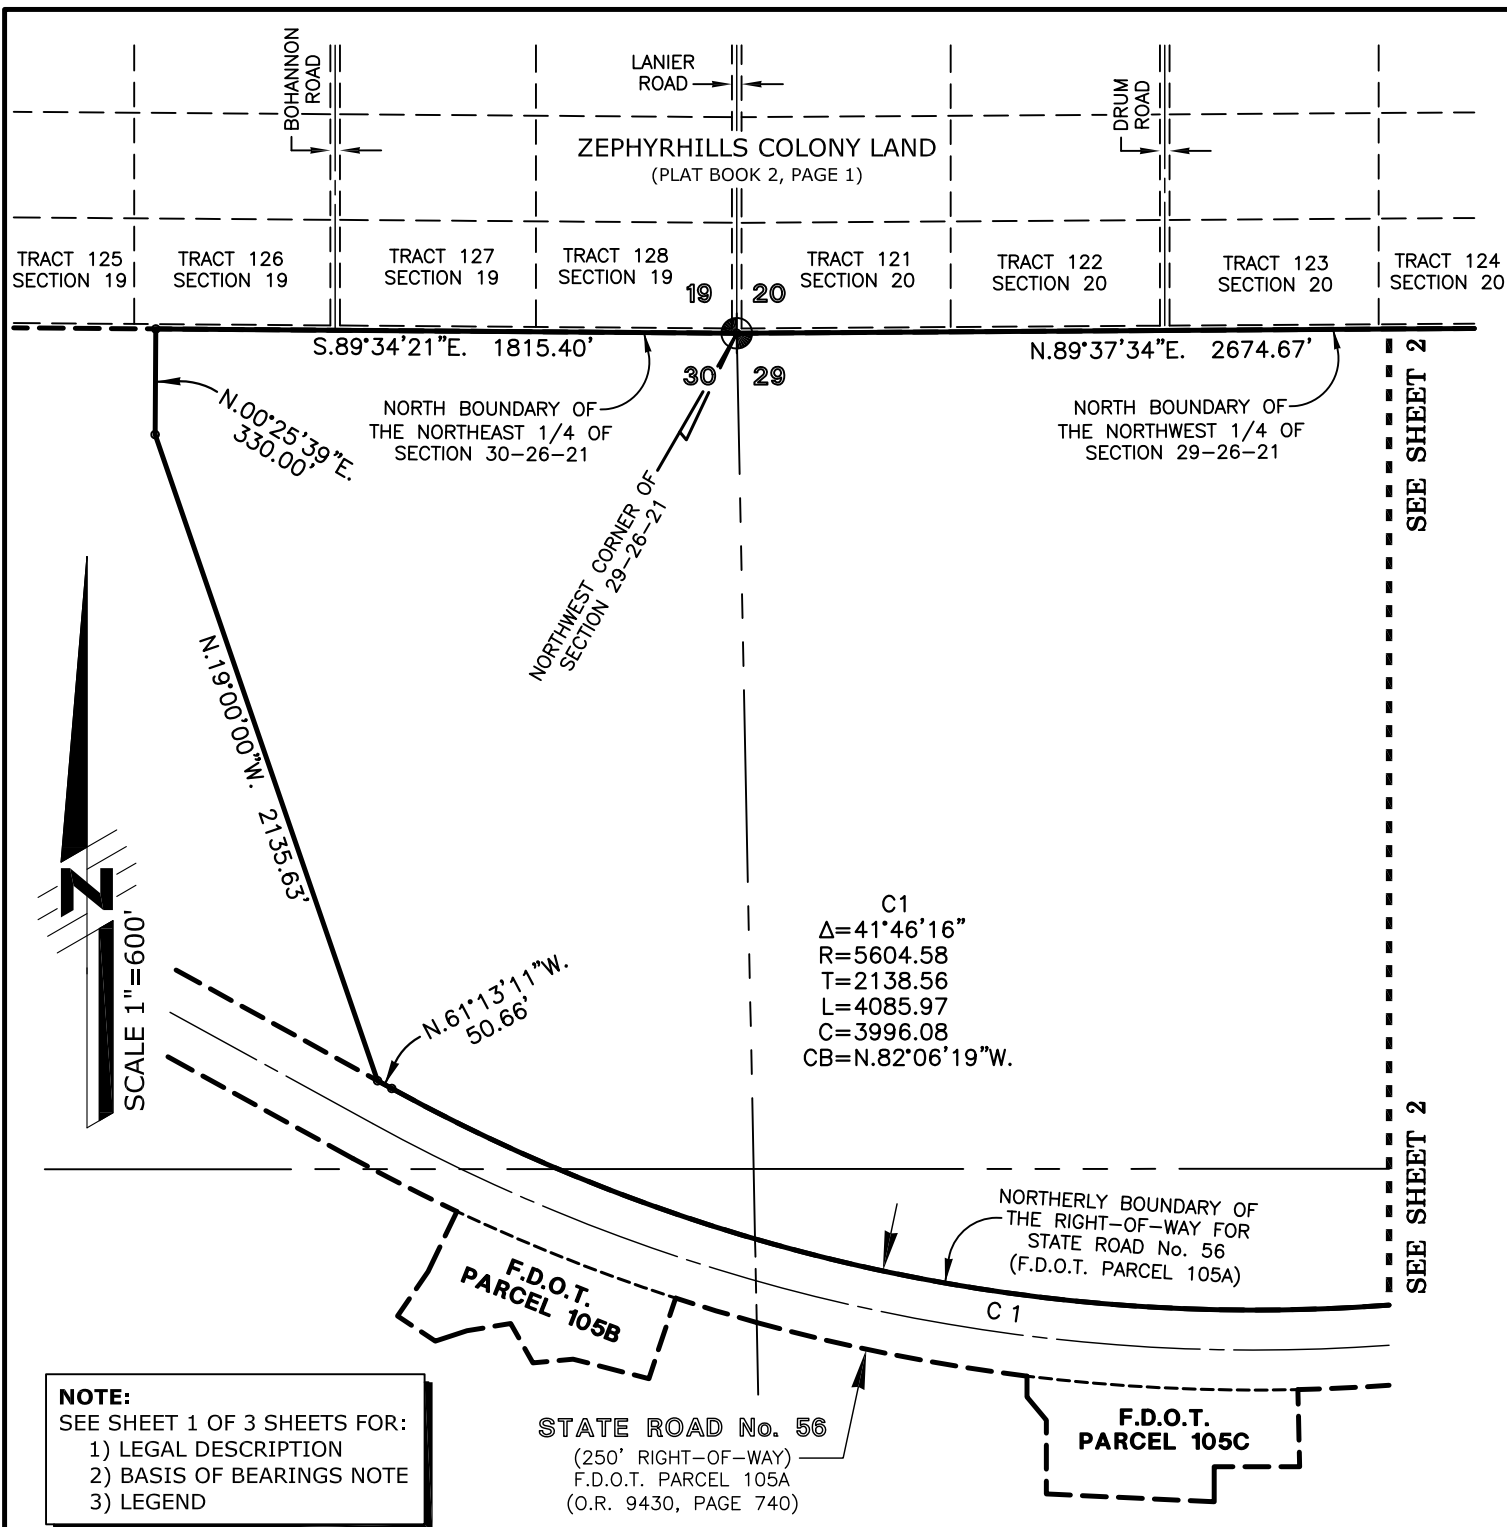 BOHANNON
ROAD
LANIER
ROAD
DRUM
ROAD
ZEPHYRHILLS COLONY LAND
(PLAT BOOK 2, PAGE 1)
TRACT 125
SECTION 19
TRACT 126
SECTION 19
TRACT 127
SECTION 19
TRACT 128
SECTION 19
TRACT 121
SECTION 20
TRACT 122
SECTION 20
TRACT 123
SECTION 20
TRACT 124
SECTION 20
19
20
30
29
S.89°34'21"E. 1815.40'
N.89°37'34"E. 2674.67'
N.00°25'39"E.
330.00'
NORTH BOUNDARY OF
THE NORTHEAST 1/4 OF
SECTION 30-26-21
NORTH BOUNDARY OF
THE NORTHWEST 1/4 OF
SECTION 29-26-21
NORTHWEST CORNER OF
SECTION 29-26-21
SEE SHEET 2
N.19°00'00"W. 2135.63'
N
SCALE 1"=600'
N.61°13'11"W.
50.66'
C1
Δ=41°46'16"
R=5604.58
T=2138.56
L=4085.97
C=3996.08
CB=N.82°06'19"W.
SEE SHEET 2
NORTHERLY BOUNDARY OF
THE RIGHT-OF-WAY FOR
STATE ROAD No. 56
(F.D.O.T. PARCEL 105A)
C 1
F.D.O.T.
PARCEL 105B
F.D.O.T.
PARCEL 105C
STATE ROAD No. 56
(250' RIGHT-OF-WAY)
F.D.O.T. PARCEL 105A
(O.R. 9430, PAGE 740)
NOTE:
SEE SHEET 1 OF 3 SHEETS FOR:
1) LEGAL DESCRIPTION
2) BASIS OF BEARINGS NOTE
3) LEGEND